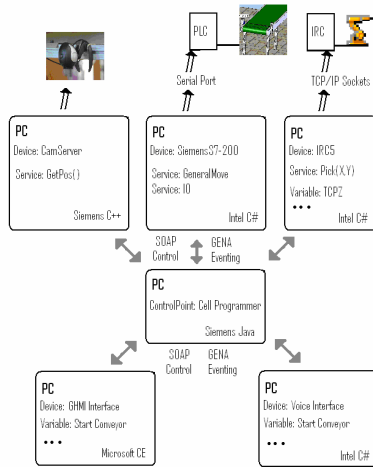 PLC
IRC
Serial Port
TCP/IP Sockets
PC
Device: CamServer
Service: GetPos( )
Siemens C++
PC
Device: SiemensS7-200
Service: GeneralMove
Service: IO
Intel C#
PC
Device: IRC5
Service: Pick(X,Y)
Variable: TCPZ
•••
Intel C#
SOAP
Control
GENA
Eventing
PC
ControlPoint: Cell Programmer
Siemens Java
SOAP
Control
GENA
Eventing
PC
Device: GHMI Interface
Variable: Start Conveyor
•••
Microsoft CE
PC
Device: Voice Interface
Variable: Start Conveyor
•••
Intel C#